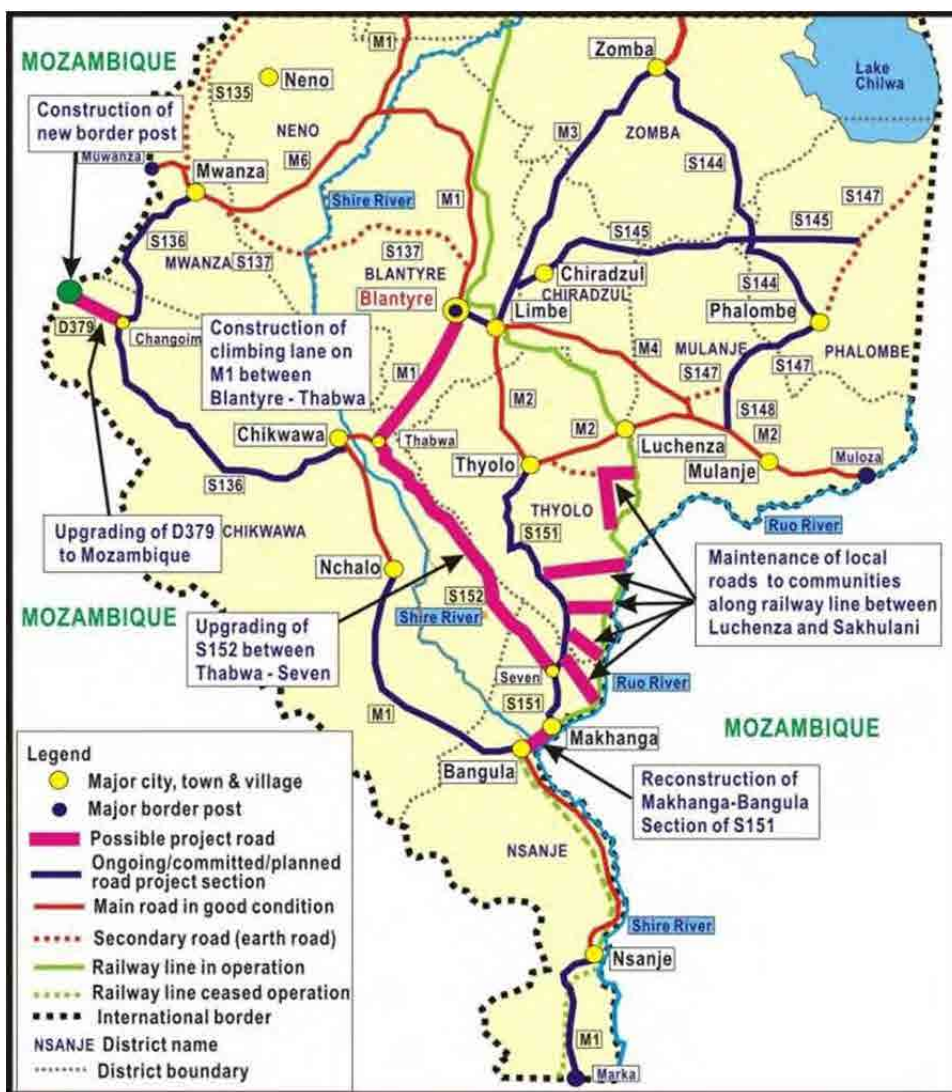 MOZAMBIQUE
M1
Zomba
Lake
Chilwa
Neno
S135
Construction of
new border post
NENO
M3
ZOMBA
Muwanza
M6
S144
Mwanza
Shire River
M1
S147
S136
S145
S145
MWANZA
S137
S137
BLANTYRE
Chiradzul
CHIRADZUL
S144
Blantyre
Limbe
Phalombe
D379
Changoim
Construction of
climbing lane on
M1 between
Blantyre - Thabwa
M1
M4
MULANJE
S147
S147
PHALOMBE
M2
S148
Chikwawa
Thabwa
M2
Luchenza
M2
Thyolo
Mulanje
Muloza
S136
THYOLO
S151
Ruo River
Upgrading of D379
to Mozambique
CHIKWAWA
Nchalo
Maintenance of local
roads to communities
along railway line between
Luchenza and Sakhulani
S152
MOZAMBIQUE
Shire River
Upgrading of
S152 between
Thabwa - Seven
Seven
Ruo River
M1
S151
MOZAMBIQUE
Makhanga
Bangula
Reconstruction of
Makhanga-Bangula
Section of S151
NSANJE
Shire River
Nsanje
M1
Marka
Legend
Major city, town & village
Major border post
Possible project road
Ongoing/committed/planned
road project section
Main road in good condition
Secondary road (earth road)
Railway line in operation
Railway line ceased operation
International border
NSANJE District name
District boundary